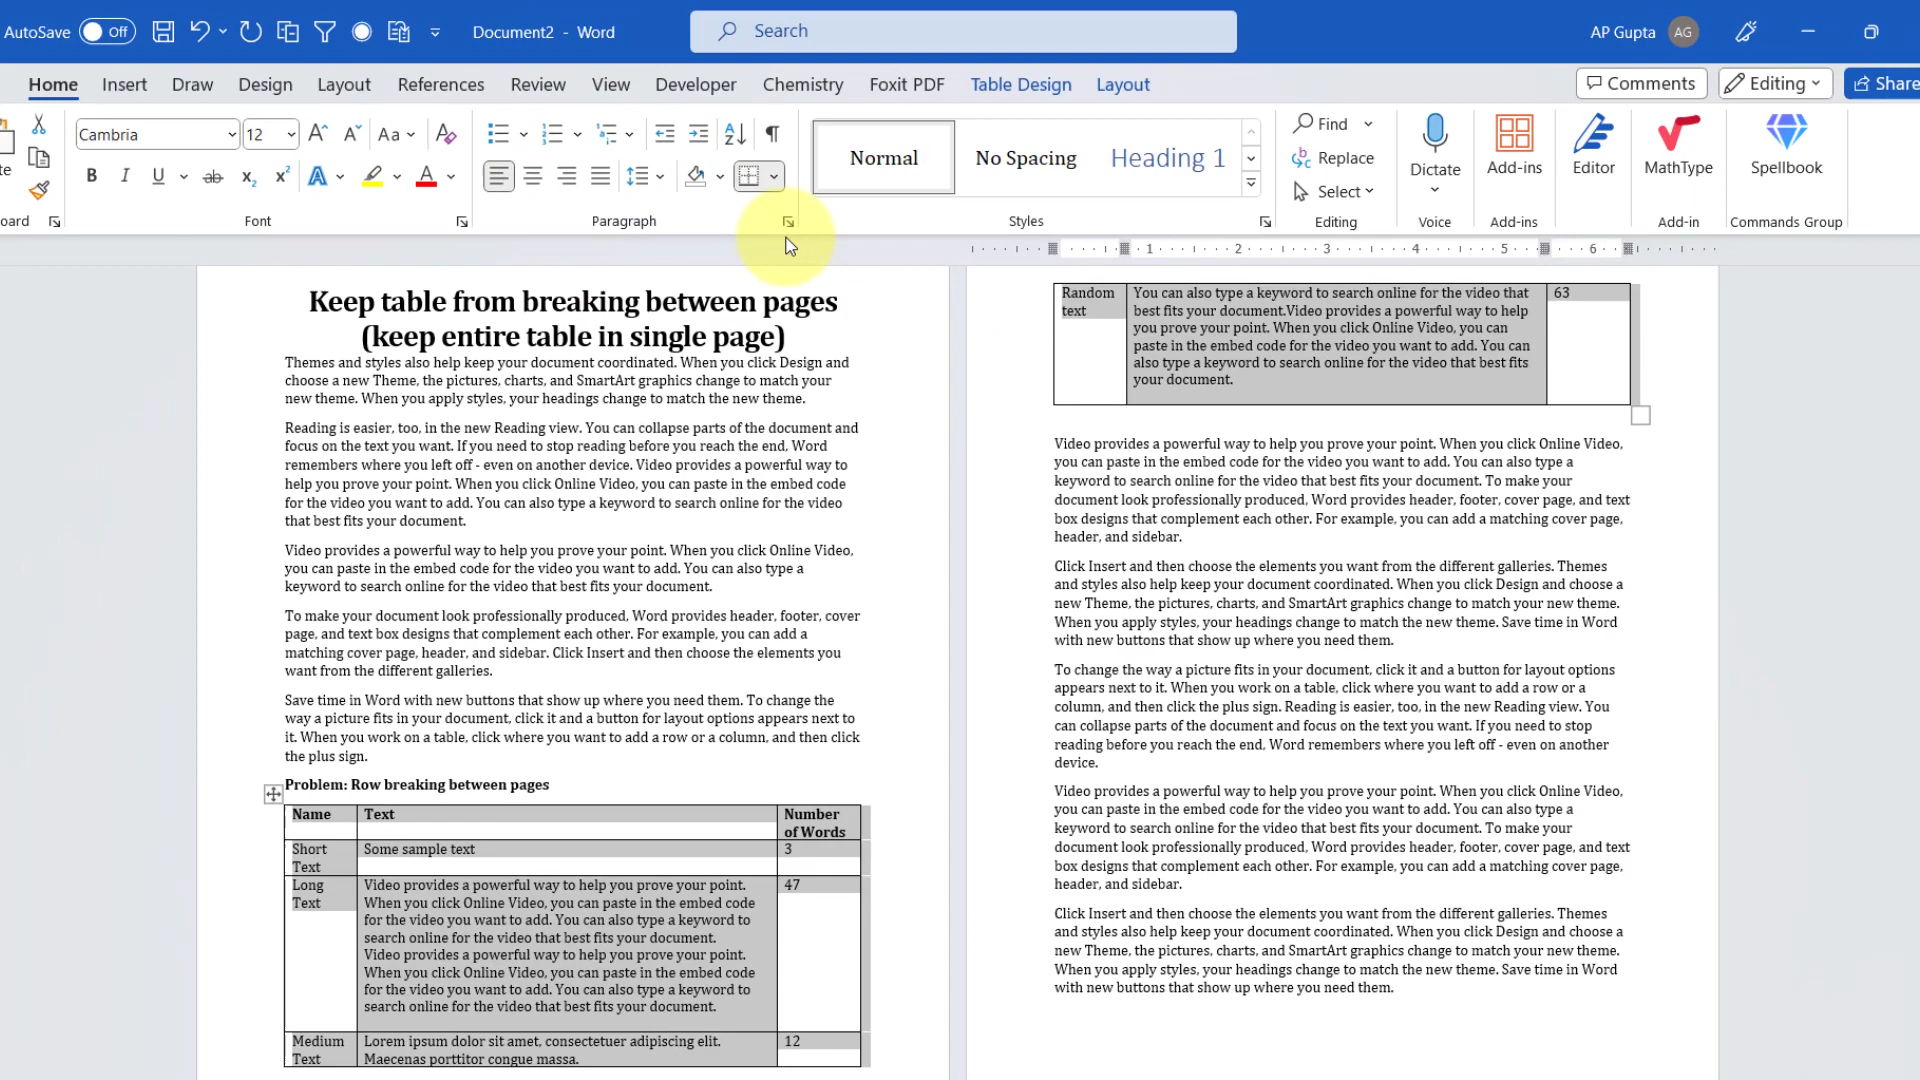 AutoSave Off Document2 - Word Search AP Gupta AG
Home Insert Draw Design Layout References Review View Developer Chemistry Foxit PDF Table Design Layout Comments Editing Share
Cambria 12 Aa
Normal No Spacing Heading 1
Find
Replace
Select
Dictate Add-ins Editor MathType Spellbook
te
B I U ab x₂ x² A A
oard Font Paragraph Styles Editing Voice Add-ins Add-in Commands Group
1 2 3 4 5 6
Keep table from breaking between pages
(keep entire table in single page)
Themes and styles also help keep your document coordinated. When you click Design and
choose a new Theme, the pictures, charts, and SmartArt graphics change to match your
new theme. When you apply styles, your headings change to match the new theme.
Reading is easier, too, in the new Reading view. You can collapse parts of the document and
focus on the text you want. If you need to stop reading before you reach the end, Word
remembers where you left off - even on another device. Video provides a powerful way to
help you prove your point. When you click Online Video, you can paste in the embed code
for the video you want to add. You can also type a keyword to search online for the video
that best fits your document.
Video provides a powerful way to help you prove your point. When you click Online Video,
you can paste in the embed code for the video you want to add. You can also type a
keyword to search online for the video that best fits your document.
To make your document look professionally produced, Word provides header, footer, cover
page, and text box designs that complement each other. For example, you can add a
matching cover page, header, and sidebar. Click Insert and then choose the elements you
want from the different galleries.
Save time in Word with new buttons that show up where you need them. To change the
way a picture fits in your document, click it and a button for layout options appears next to
it. When you work on a table, click where you want to add a row or a column, and then click
the plus sign.
Problem: Row breaking between pages
Name Text Number
of Words
Short Some sample text 3
Text
Long Video provides a powerful way to help you prove your point. 47
Text When you click Online Video, you can paste in the embed code
for the video you want to add. You can also type a keyword to
search online for the video that best fits your document.
Video provides a powerful way to help you prove your point.
When you click Online Video, you can paste in the embed code
for the video you want to add. You can also type a keyword to
search online for the video that best fits your document.
Medium Lorem ipsum dolor sit amet, consectetuer adipiscing elit. 12
Text Maecenas porttitor congue massa.
Random You can also type a keyword to search online for the video that 63
text best fits your document.Video provides a powerful way to help
you prove your point. When you click Online Video, you can
paste in the embed code for the video you want to add. You can
also type a keyword to search online for the video that best fits
your document.
Video provides a powerful way to help you prove your point. When you click Online Video,
you can paste in the embed code for the video you want to add. You can also type a
keyword to search online for the video that best fits your document. To make your
document look professionally produced, Word provides header, footer, cover page, and text
box designs that complement each other. For example, you can add a matching cover page,
header, and sidebar.
Click Insert and then choose the elements you want from the different galleries. Themes
and styles also help keep your document coordinated. When you click Design and choose a
new Theme, the pictures, charts, and SmartArt graphics change to match your new theme.
When you apply styles, your headings change to match the new theme. Save time in Word
with new buttons that show up where you need them.
To change the way a picture fits in your document, click it and a button for layout options
appears next to it. When you work on a table, click where you want to add a row or a
column, and then click the plus sign. Reading is easier, too, in the new Reading view. You
can collapse parts of the document and focus on the text you want. If you need to stop
reading before you reach the end, Word remembers where you left off - even on another
device.
Video provides a powerful way to help you prove your point. When you click Online Video,
you can paste in the embed code for the video you want to add. You can also type a
keyword to search online for the video that best fits your document. To make your
document look professionally produced, Word provides header, footer, cover page, and text
box designs that complement each other. For example, you can add a matching cover page,
header, and sidebar.
Click Insert and then choose the elements you want from the different galleries. Themes
and styles also help keep your document coordinated. When you click Design and choose a
new Theme, the pictures, charts, and SmartArt graphics change to match your new theme.
When you apply styles, your headings change to match the new theme. Save time in Word
with new buttons that show up where you need them.